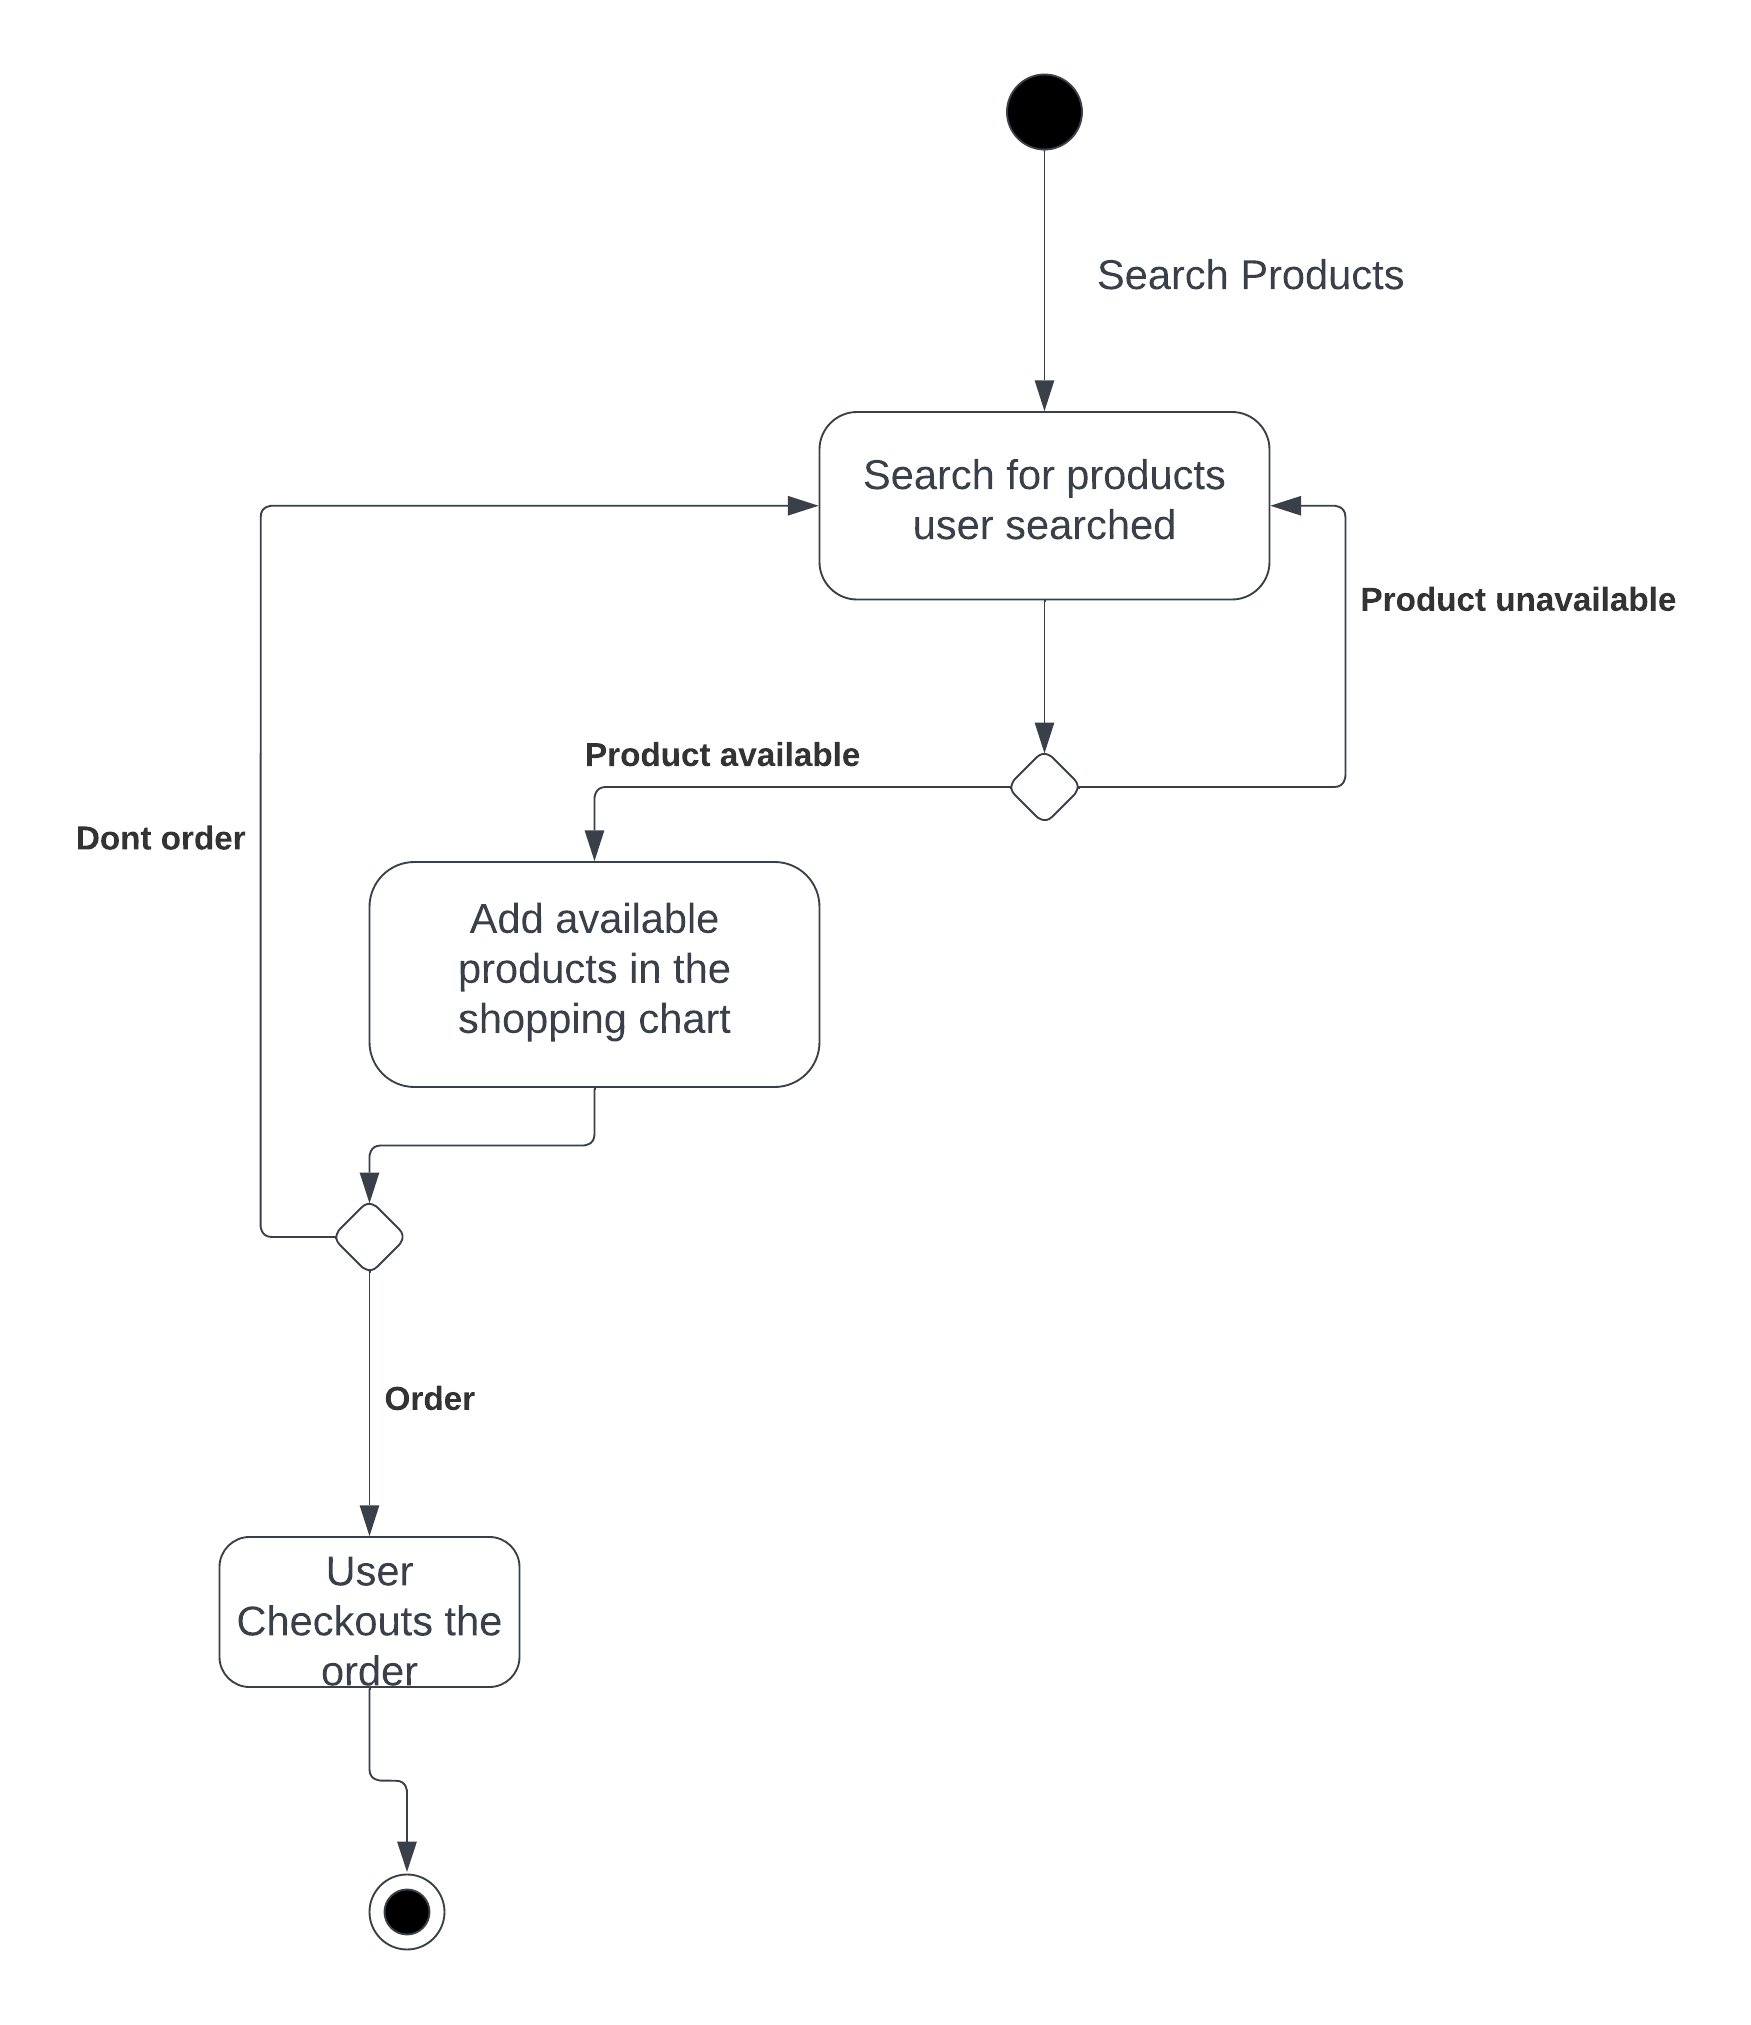 Search Products
Search for products
user searched
Product unavailable
Product available
Dont order
Add available
products in the
shopping chart
Order
User
Checkouts the
order